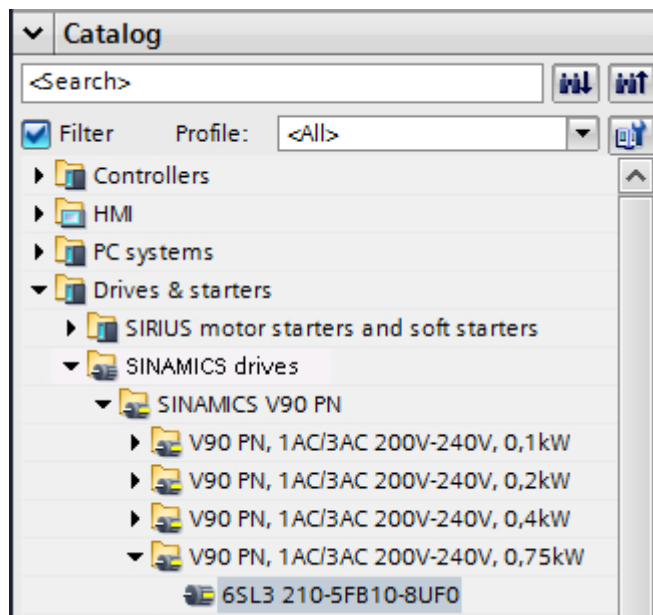 Catalog
<Search>
Filter Profile: <All>
Controllers
HMI
PC systems
Drives & starters
SIRIUS motor starters and soft starters
SINAMICS drives
SINAMICS V90 PN
V90 PN, 1AC/3AC 200V-240V, 0,1kW
V90 PN, 1AC/3AC 200V-240V, 0,2kW
V90 PN, 1AC/3AC 200V-240V, 0,4kW
V90 PN, 1AC/3AC 200V-240V, 0,75kW
6SL3 210-5FB10-8UF0